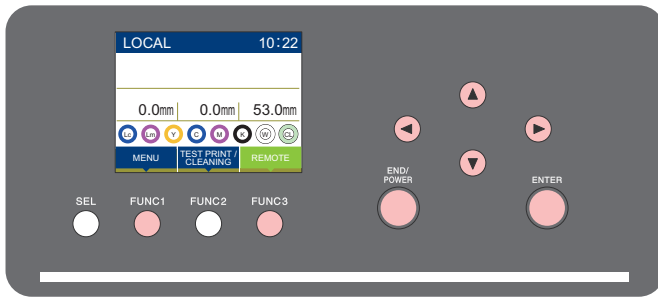 LOCAL 10:22
0.0mm 0.0mm 53.0mm
Lc Lm Y C M K W CL
MENU TEST PRINT / CLEANING REMOTE
SEL FUNC1 FUNC2 FUNC3
END/
POWER
ENTER